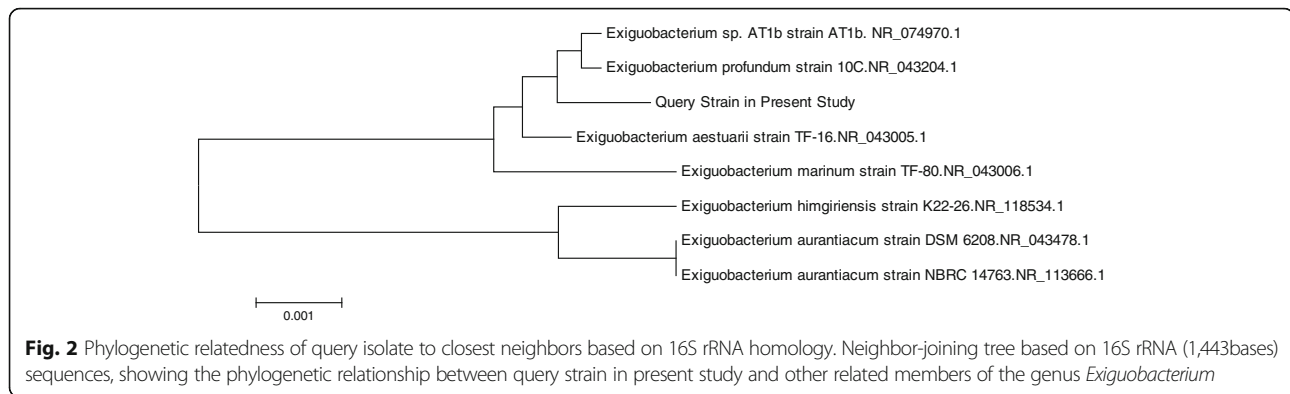 Exiguobacterium sp. AT1b strain AT1b. NR_074970.1
Exiguobacterium profundum strain 10C.NR_043204.1
Query Strain in Present Study
Exiguobacterium aestuarii strain TF-16.NR_043005.1
Exiguobacterium marinum strain TF-80.NR_043006.1
Exiguobacterium himgiriensis strain K22-26.NR_118534.1
Exiguobacterium aurantiacum strain DSM 6208.NR_043478.1
Exiguobacterium aurantiacum strain NBRC 14763.NR_113666.1
0.001
Fig. 2 Phylogenetic relatedness of query isolate to closest neighbors based on 16S rRNA homology. Neighbor-joining tree based on 16S rRNA (1,443bases)
sequences, showing the phylogenetic relationship between query strain in present study and other related members of the genus Exiguobacterium